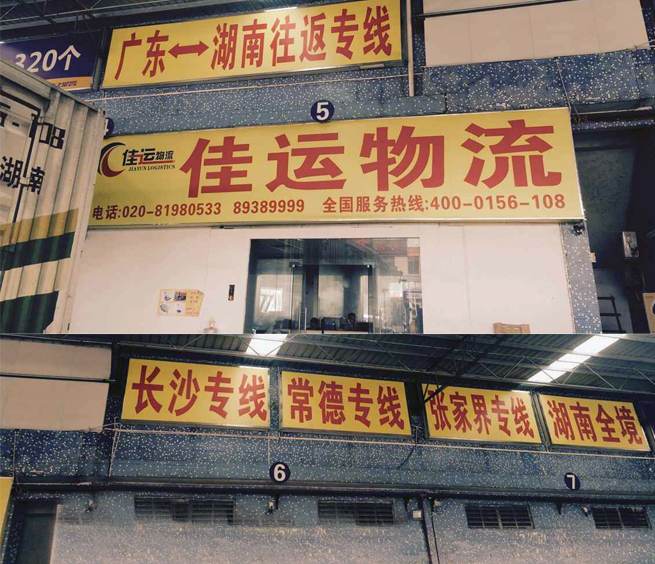 320个
广东↔湖南往返专线
5
佳运物流
JIAYUN LOGISTICS
佳运物流
电话:020-81980533 89389999 全国服务热线:400-0156-108
108
湖南
长沙专线
常德专线
张家界专线
湖南全境
6
7